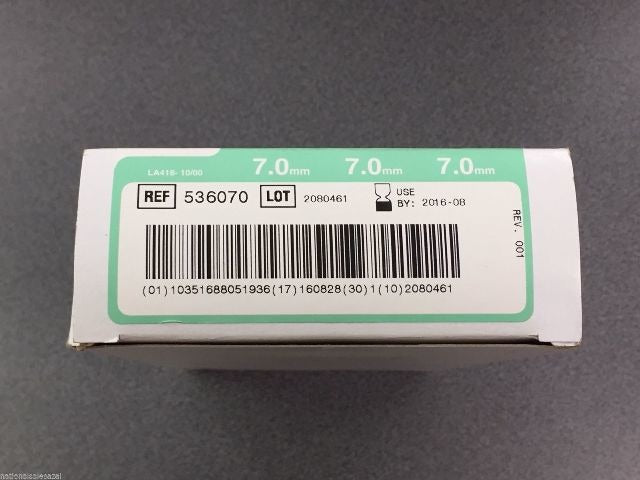 LA418- 10/00 7.0mm 7.0mm 7.0mm
REF 536070 LOT 2080461 USE BY: 2016-08
REV. 001
(01)10351688051936(17)160828(30)1(10)2080461
nationalsalesazal